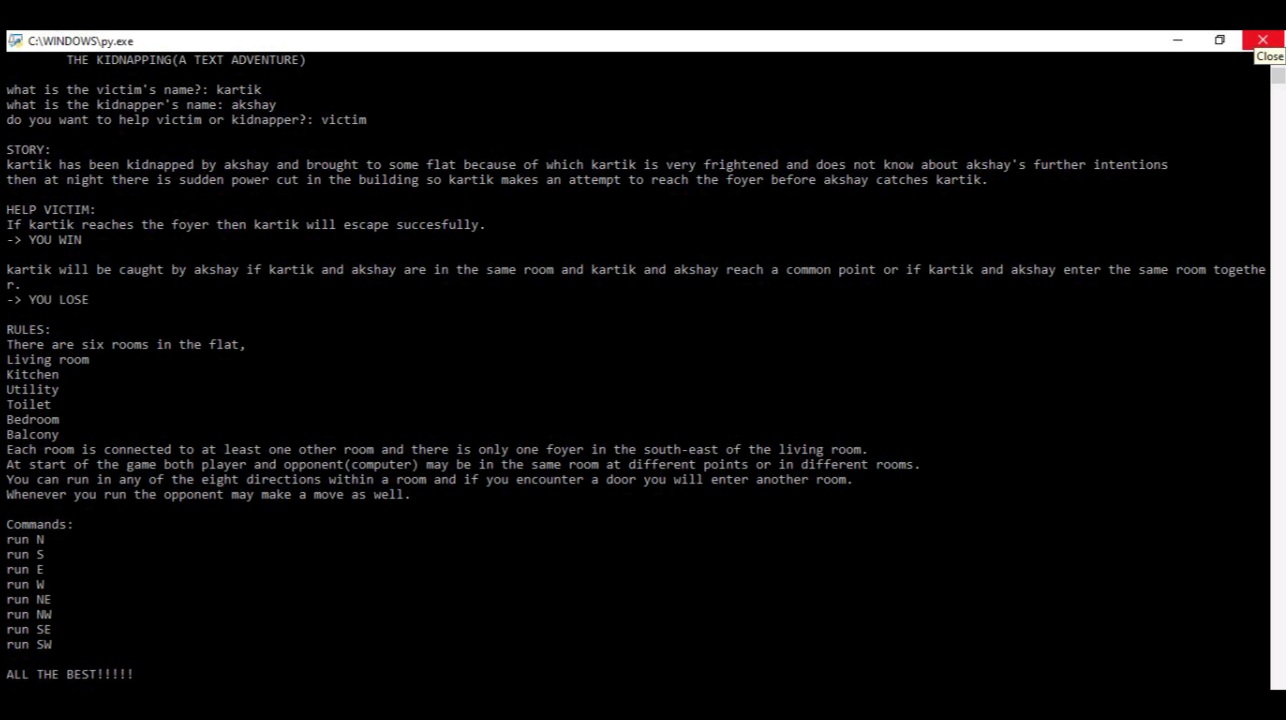 C:\WINDOWS\py.exe
Close
THE KIDNAPPING(A TEXT ADVENTURE)
what is the victim's name?: kartik
what is the kidnapper's name: akshay
do you want to help victim or kidnapper?: victim
STORY:
kartik has been kidnapped by akshay and brought to some flat because of which kartik is very frightened and does not know about akshay's further intentions
then at night there is sudden power cut in the building so kartik makes an attempt to reach the foyer before akshay catches kartik.
HELP VICTIM:
If kartik reaches the foyer then kartik will escape succesfully.
-> YOU WIN
kartik will be caught by akshay if kartik and akshay are in the same room and kartik and akshay reach a common point or if kartik and akshay enter the same room togethe
r.
-> YOU LOSE
RULES:
There are six rooms in the flat,
Living room
Kitchen
Utility
Toilet
Bedroom
Balcony
Each room is connected to at least one other room and there is only one foyer in the south-east of the living room.
At start of the game both player and opponent(computer) may be in the same room at different points or in different rooms.
You can run in any of the eight directions within a room and if you encounter a door you will enter another room.
Whenever you run the opponent may make a move as well.
Commands:
run N
run S
run E
run W
run NE
run NW
run SE
run SW
ALL THE BEST!!!!!